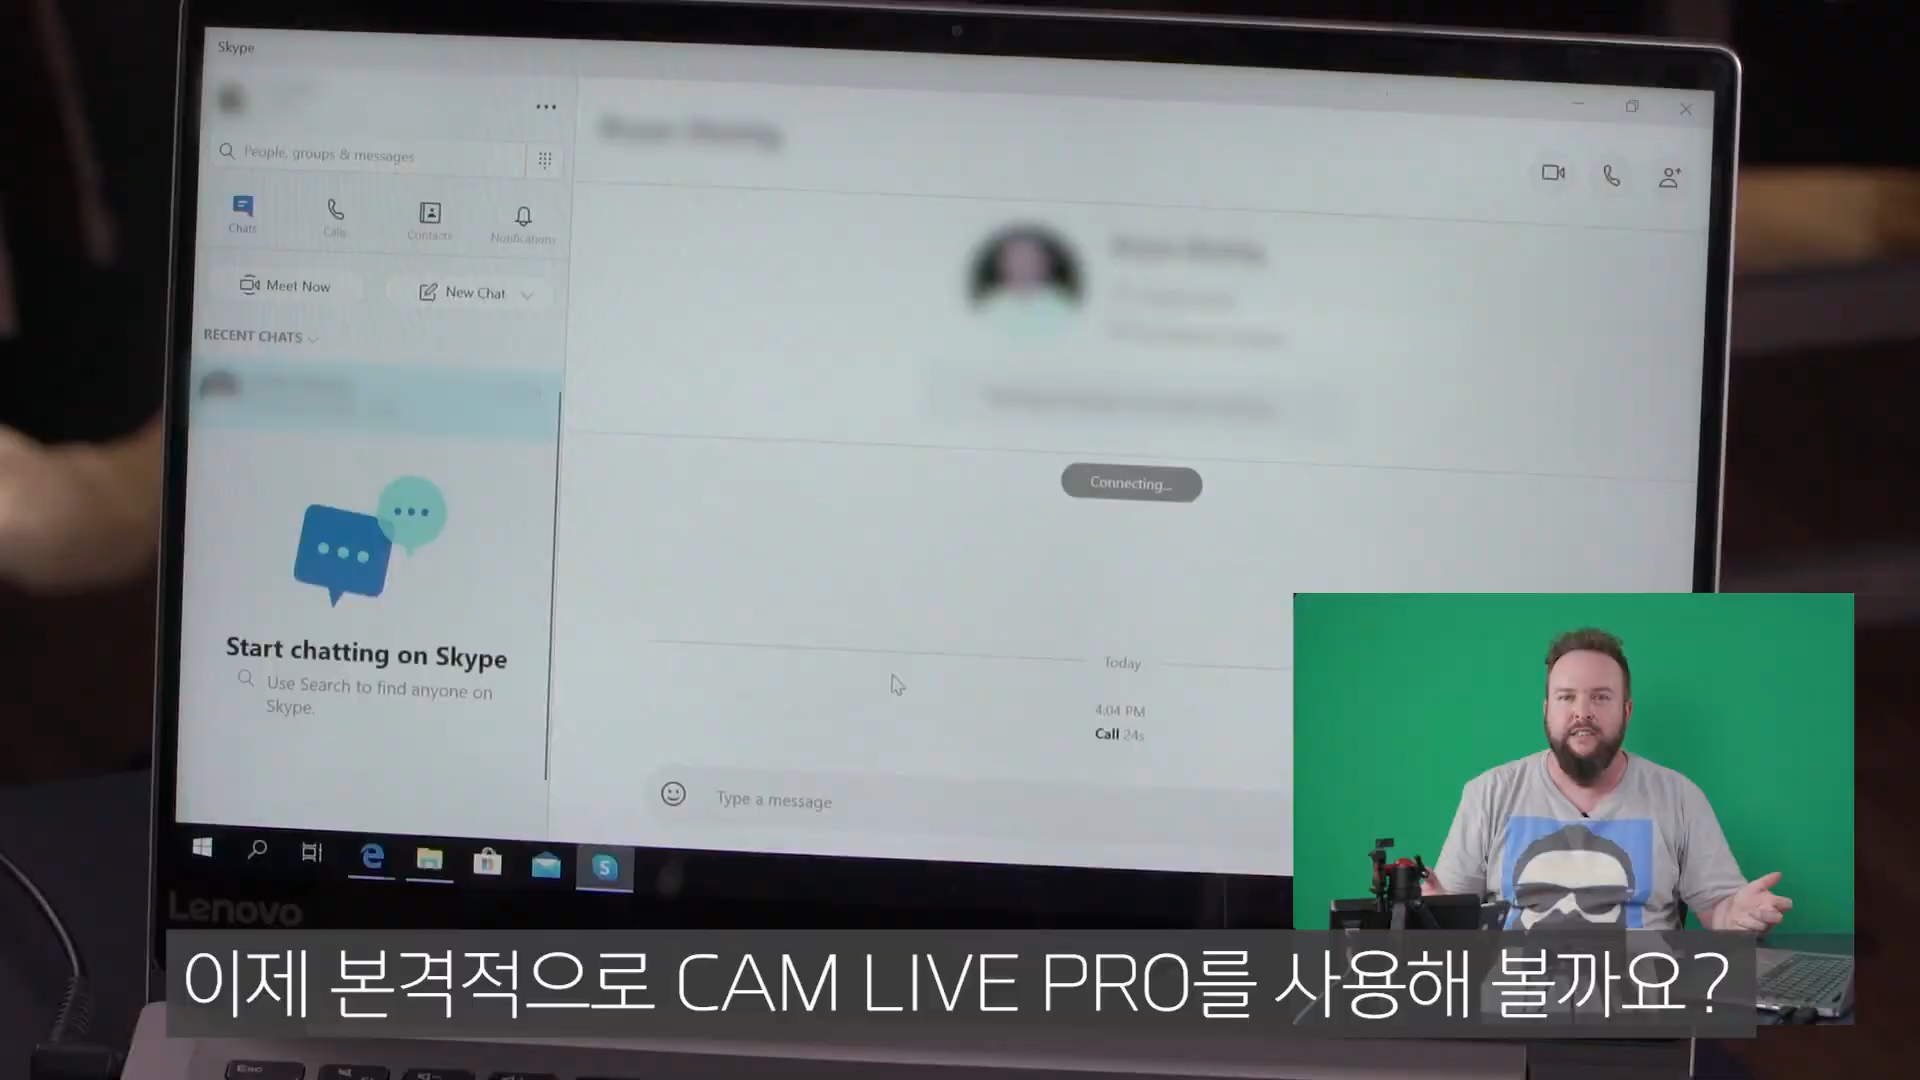 Skype
People, groups & messages
Chats
Calls
Contacts
Notifications
Meet Now
New Chat
RECENT CHATS
Start chatting on Skype
Use Search to find anyone on
Skype.
Connecting...
Today
4:04 PM
Call 24s
Type a message
Lenovo
이제 본격적으로 CAM LIVE PRO를 사용해 볼까요?